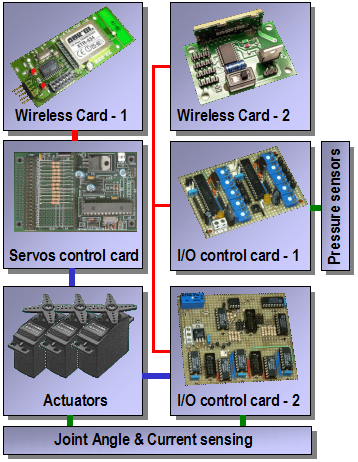 Wireless Card - 1
Wireless Card - 2
Servos control card
I/O control card - 1
Pressure sensors
Actuators
I/O control card - 2
Joint Angle & Current sensing